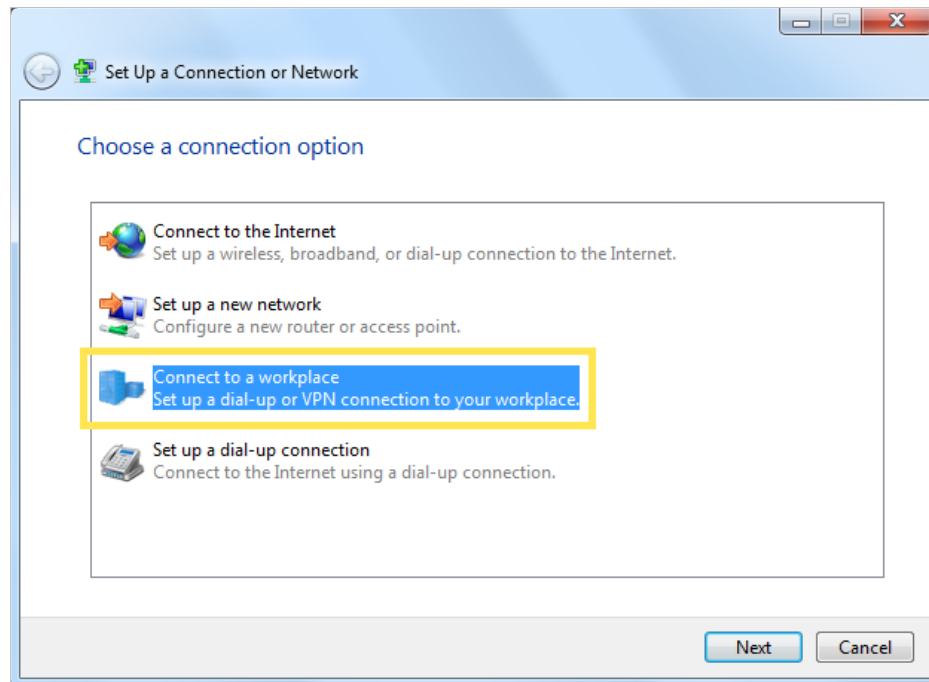 Set Up a Connection or Network
Choose a connection option
Connect to the Internet
Set up a wireless, broadband, or dial-up connection to the Internet.
Set up a new network
Configure a new router or access point.
Connect to a workplace
Set up a dial-up or VPN connection to your workplace.
Set up a dial-up connection
Connect to the Internet using a dial-up connection.
Next Cancel